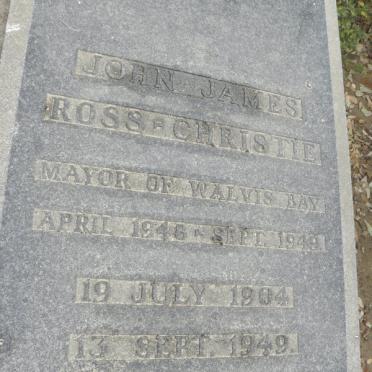 JOHN JAMES
ROSS-CHRISTIE
MAYOR OF WALVIS BAY
APRIL 1946 - SEPT. 1949
19 JULY 1904
13 SEPT. 1949.